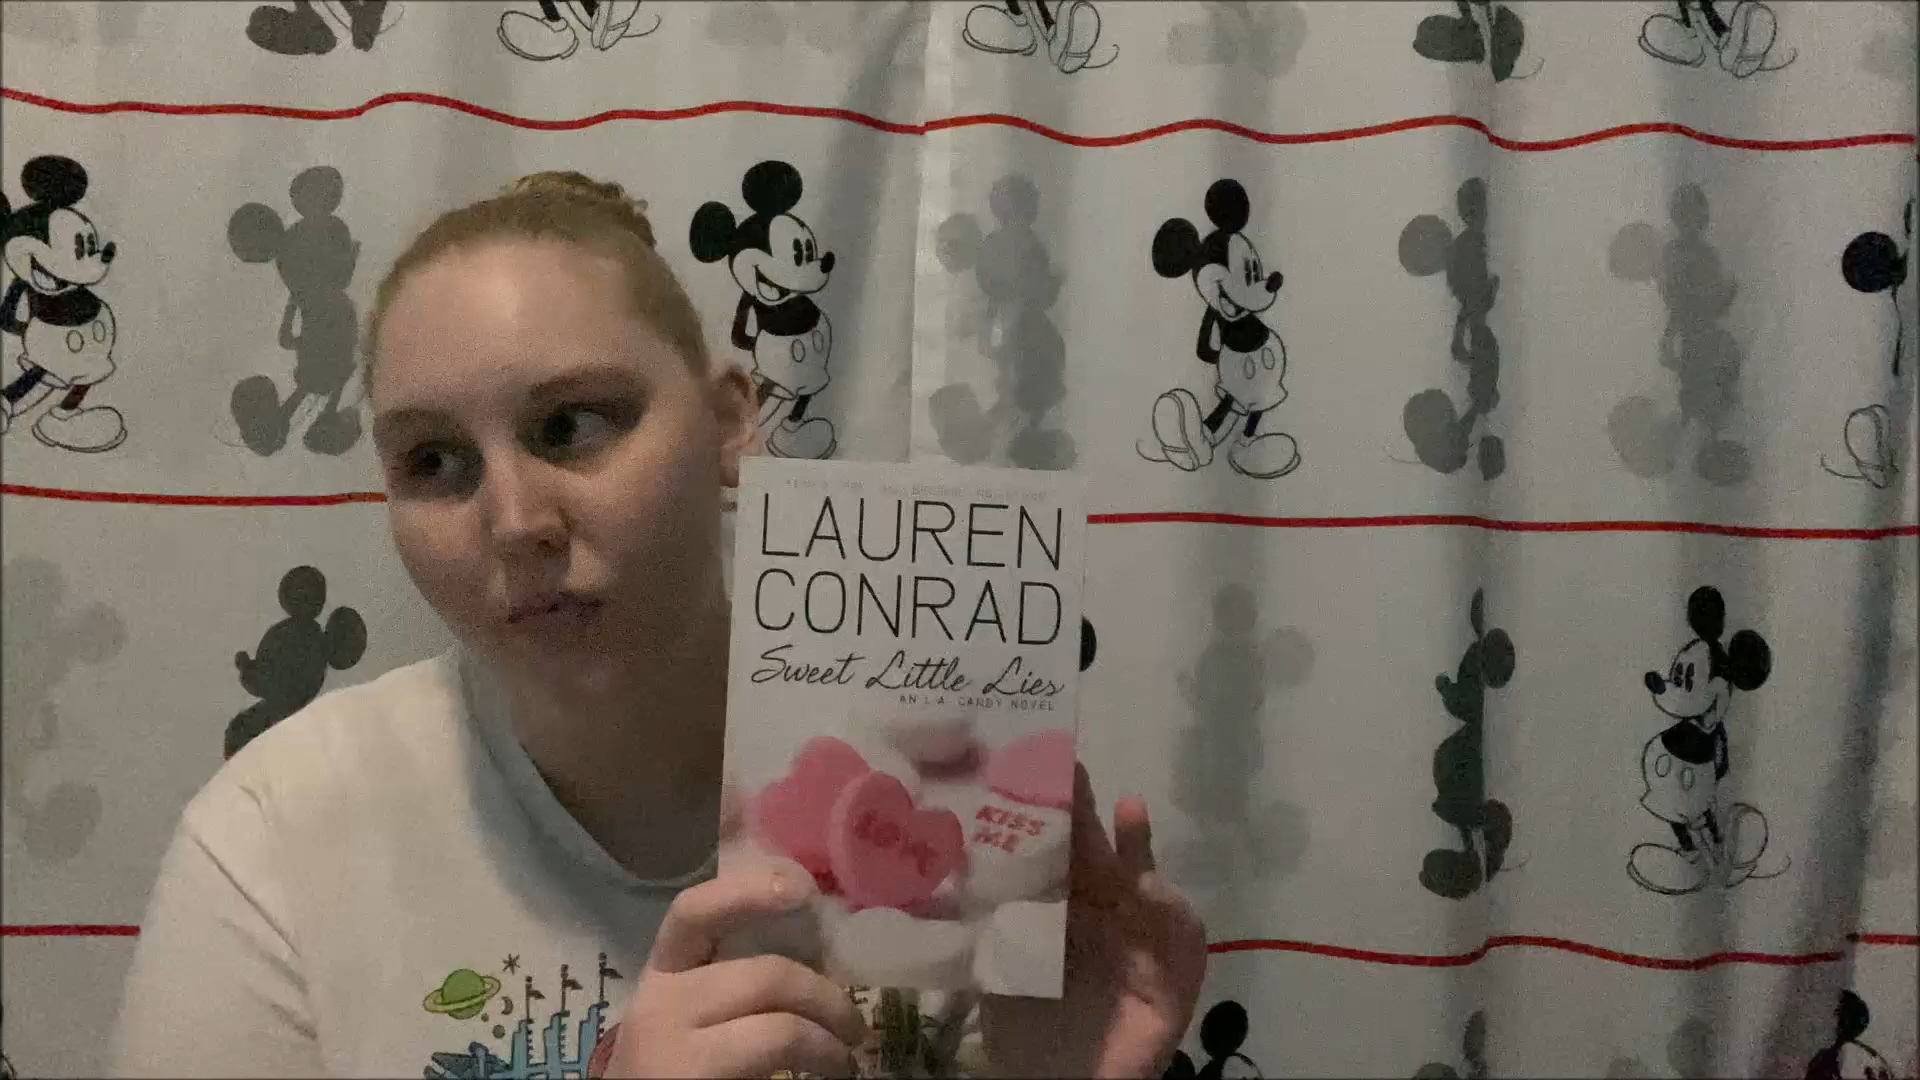 LAUREN
CONRAD
Sweet Little Lies
AN L.A. CANDY NOVEL
LOVE
KISS
ME